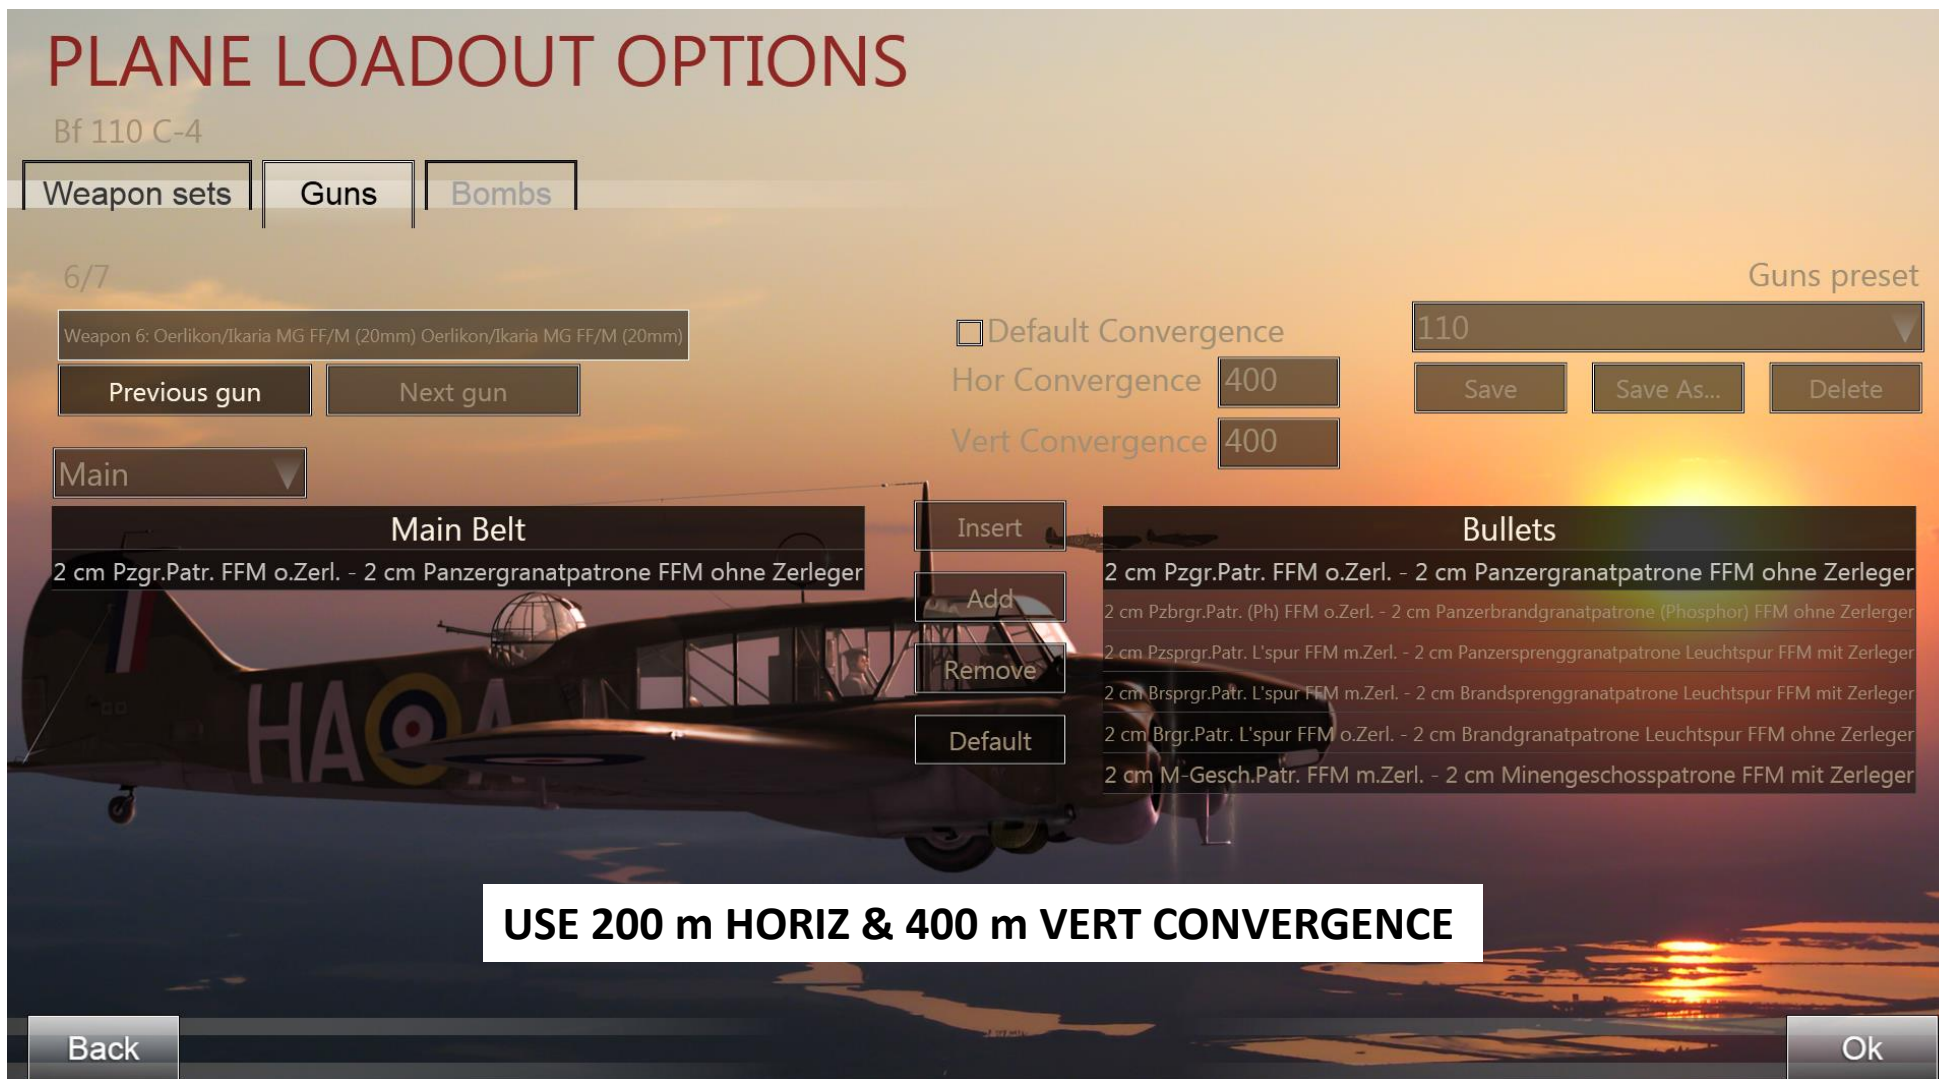 PLANE LOADOUT OPTIONS
Bf 110 C-4
Weapon sets
Guns
Bombs
6/7
Guns preset
Weapon 6: Oerlikon/Ikaria MG FF/M (20mm) Oerlikon/Ikaria MG FF/M (20mm)
Default Convergence
110
Previous gun
Next gun
Hor Convergence 400
Save
Save As...
Delete
Vert Convergence 400
Main
Main Belt
2 cm Pzgr.Patr. FFM o.Zerl. - 2 cm Panzergranatpatrone FFM ohne Zerleger
Insert
Add
Remove
Default
Bullets
2 cm Pzgr.Patr. FFM o.Zerl. - 2 cm Panzergranatpatrone FFM ohne Zerleger
2 cm Pzbrgr.Patr. (Ph) FFM o.Zerl. - 2 cm Panzerbrandgranatpatrone (Phosphor) FFM ohne Zerlerger
2 cm Pzsprgr.Patr. L'spur FFM m.Zerl. - 2 cm Panzersprenggranatpatrone Leuchtspur FFM mit Zerleger
2 cm Brsprgr.Patr. L'spur FFM m.Zerl. - 2 cm Brandsprenggranatpatrone Leuchtspur FFM mit Zerleger
2 cm Brgr.Patr. L'spur FFM o.Zerl. - 2 cm Brandgranatpatrone Leuchtspur FFM ohne Zerleger
2 cm M-Gesch.Patr. FFM m.Zerl. - 2 cm Minengeschosspatrone FFM mit Zerleger
HA A
USE 200 m HORIZ & 400 m VERT CONVERGENCE
Back
Ok